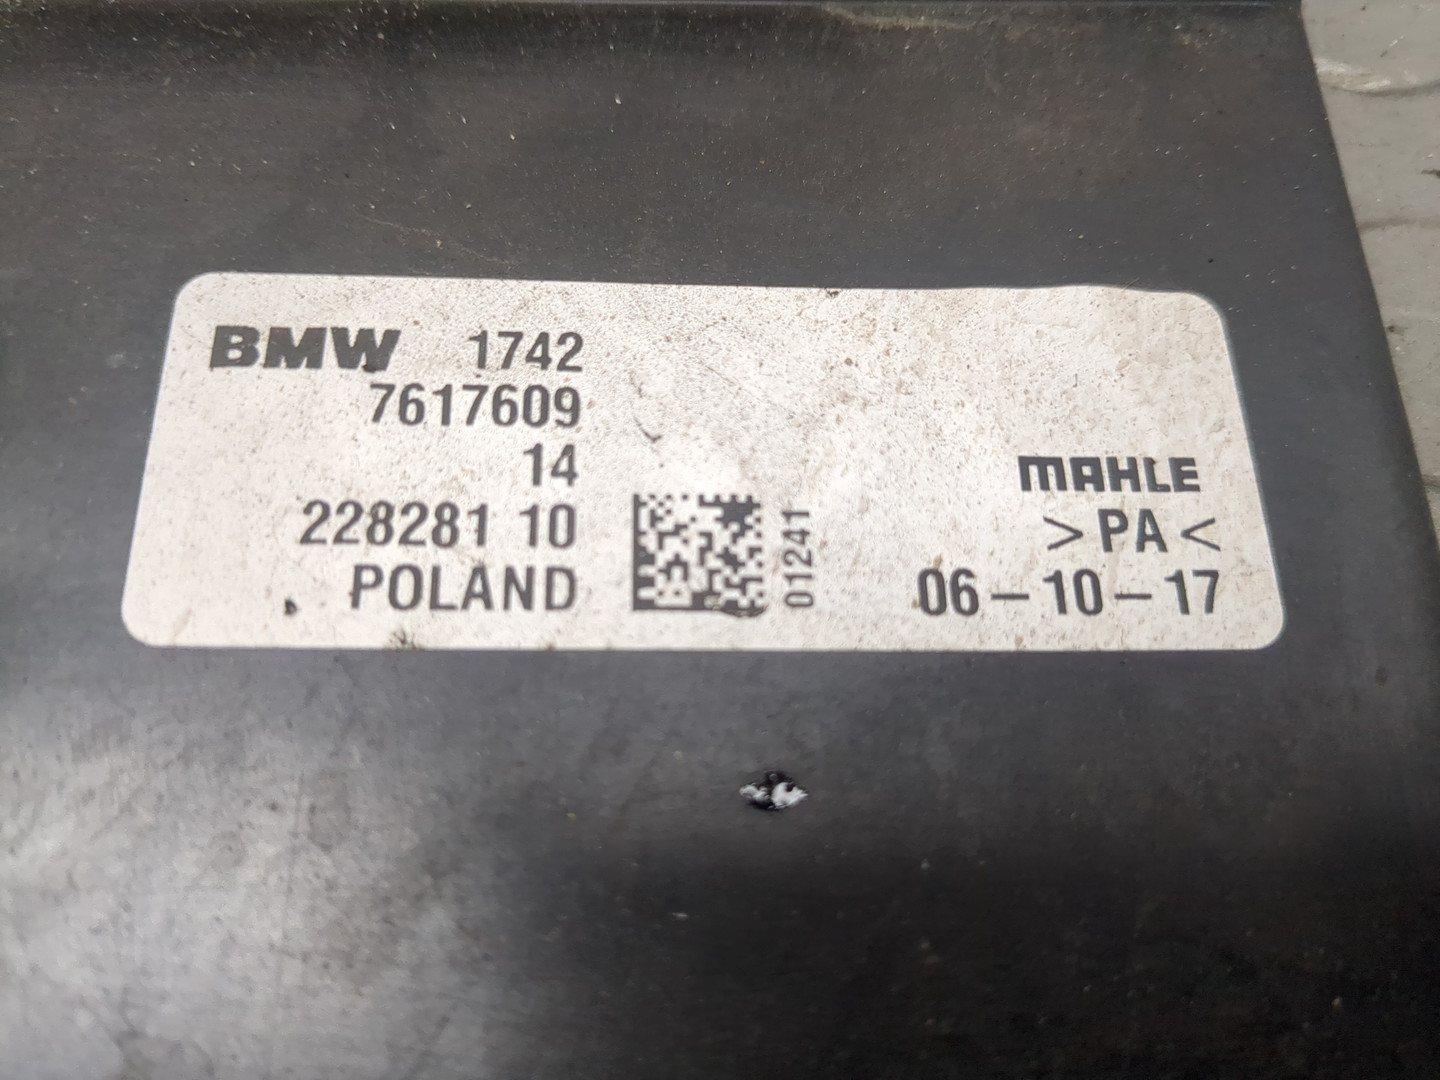 BMW 1742
7617609
14
228281 10
POLAND
01241
MAHLE
>PA<
06-10-17